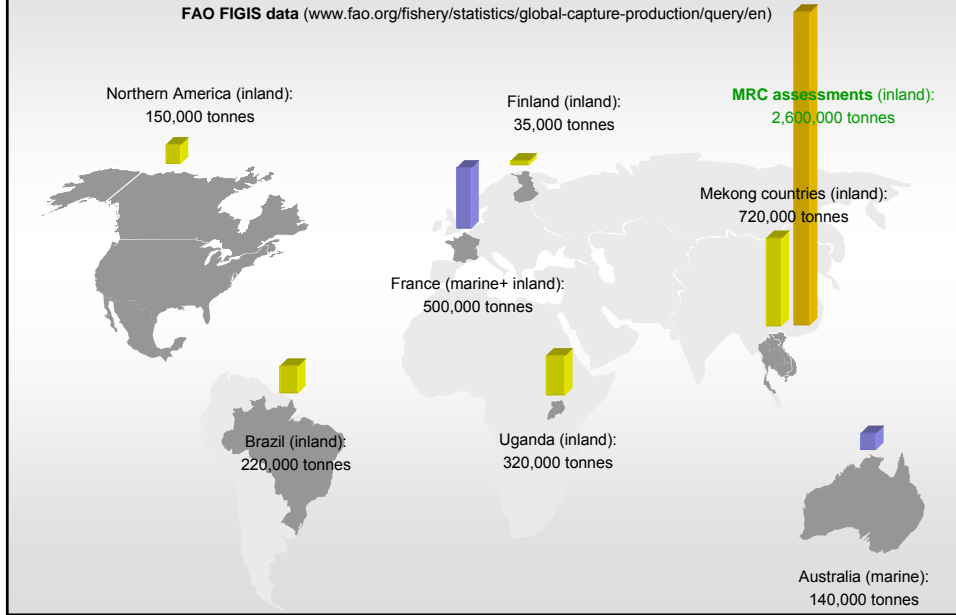 FAO FIGIS data (www.fao.org/fishery/statistics/global-capture-production/query/en)
Northern America (inland):
150,000 tonnes
Finland (inland):
35,000 tonnes
MRC assessments (inland):
2,600,000 tonnes
Mekong countries (inland):
720,000 tonnes
France (marine+ inland):
500,000 tonnes
Brazil (inland):
220,000 tonnes
Uganda (inland):
320,000 tonnes
Australia (marine):
140,000 tonnes